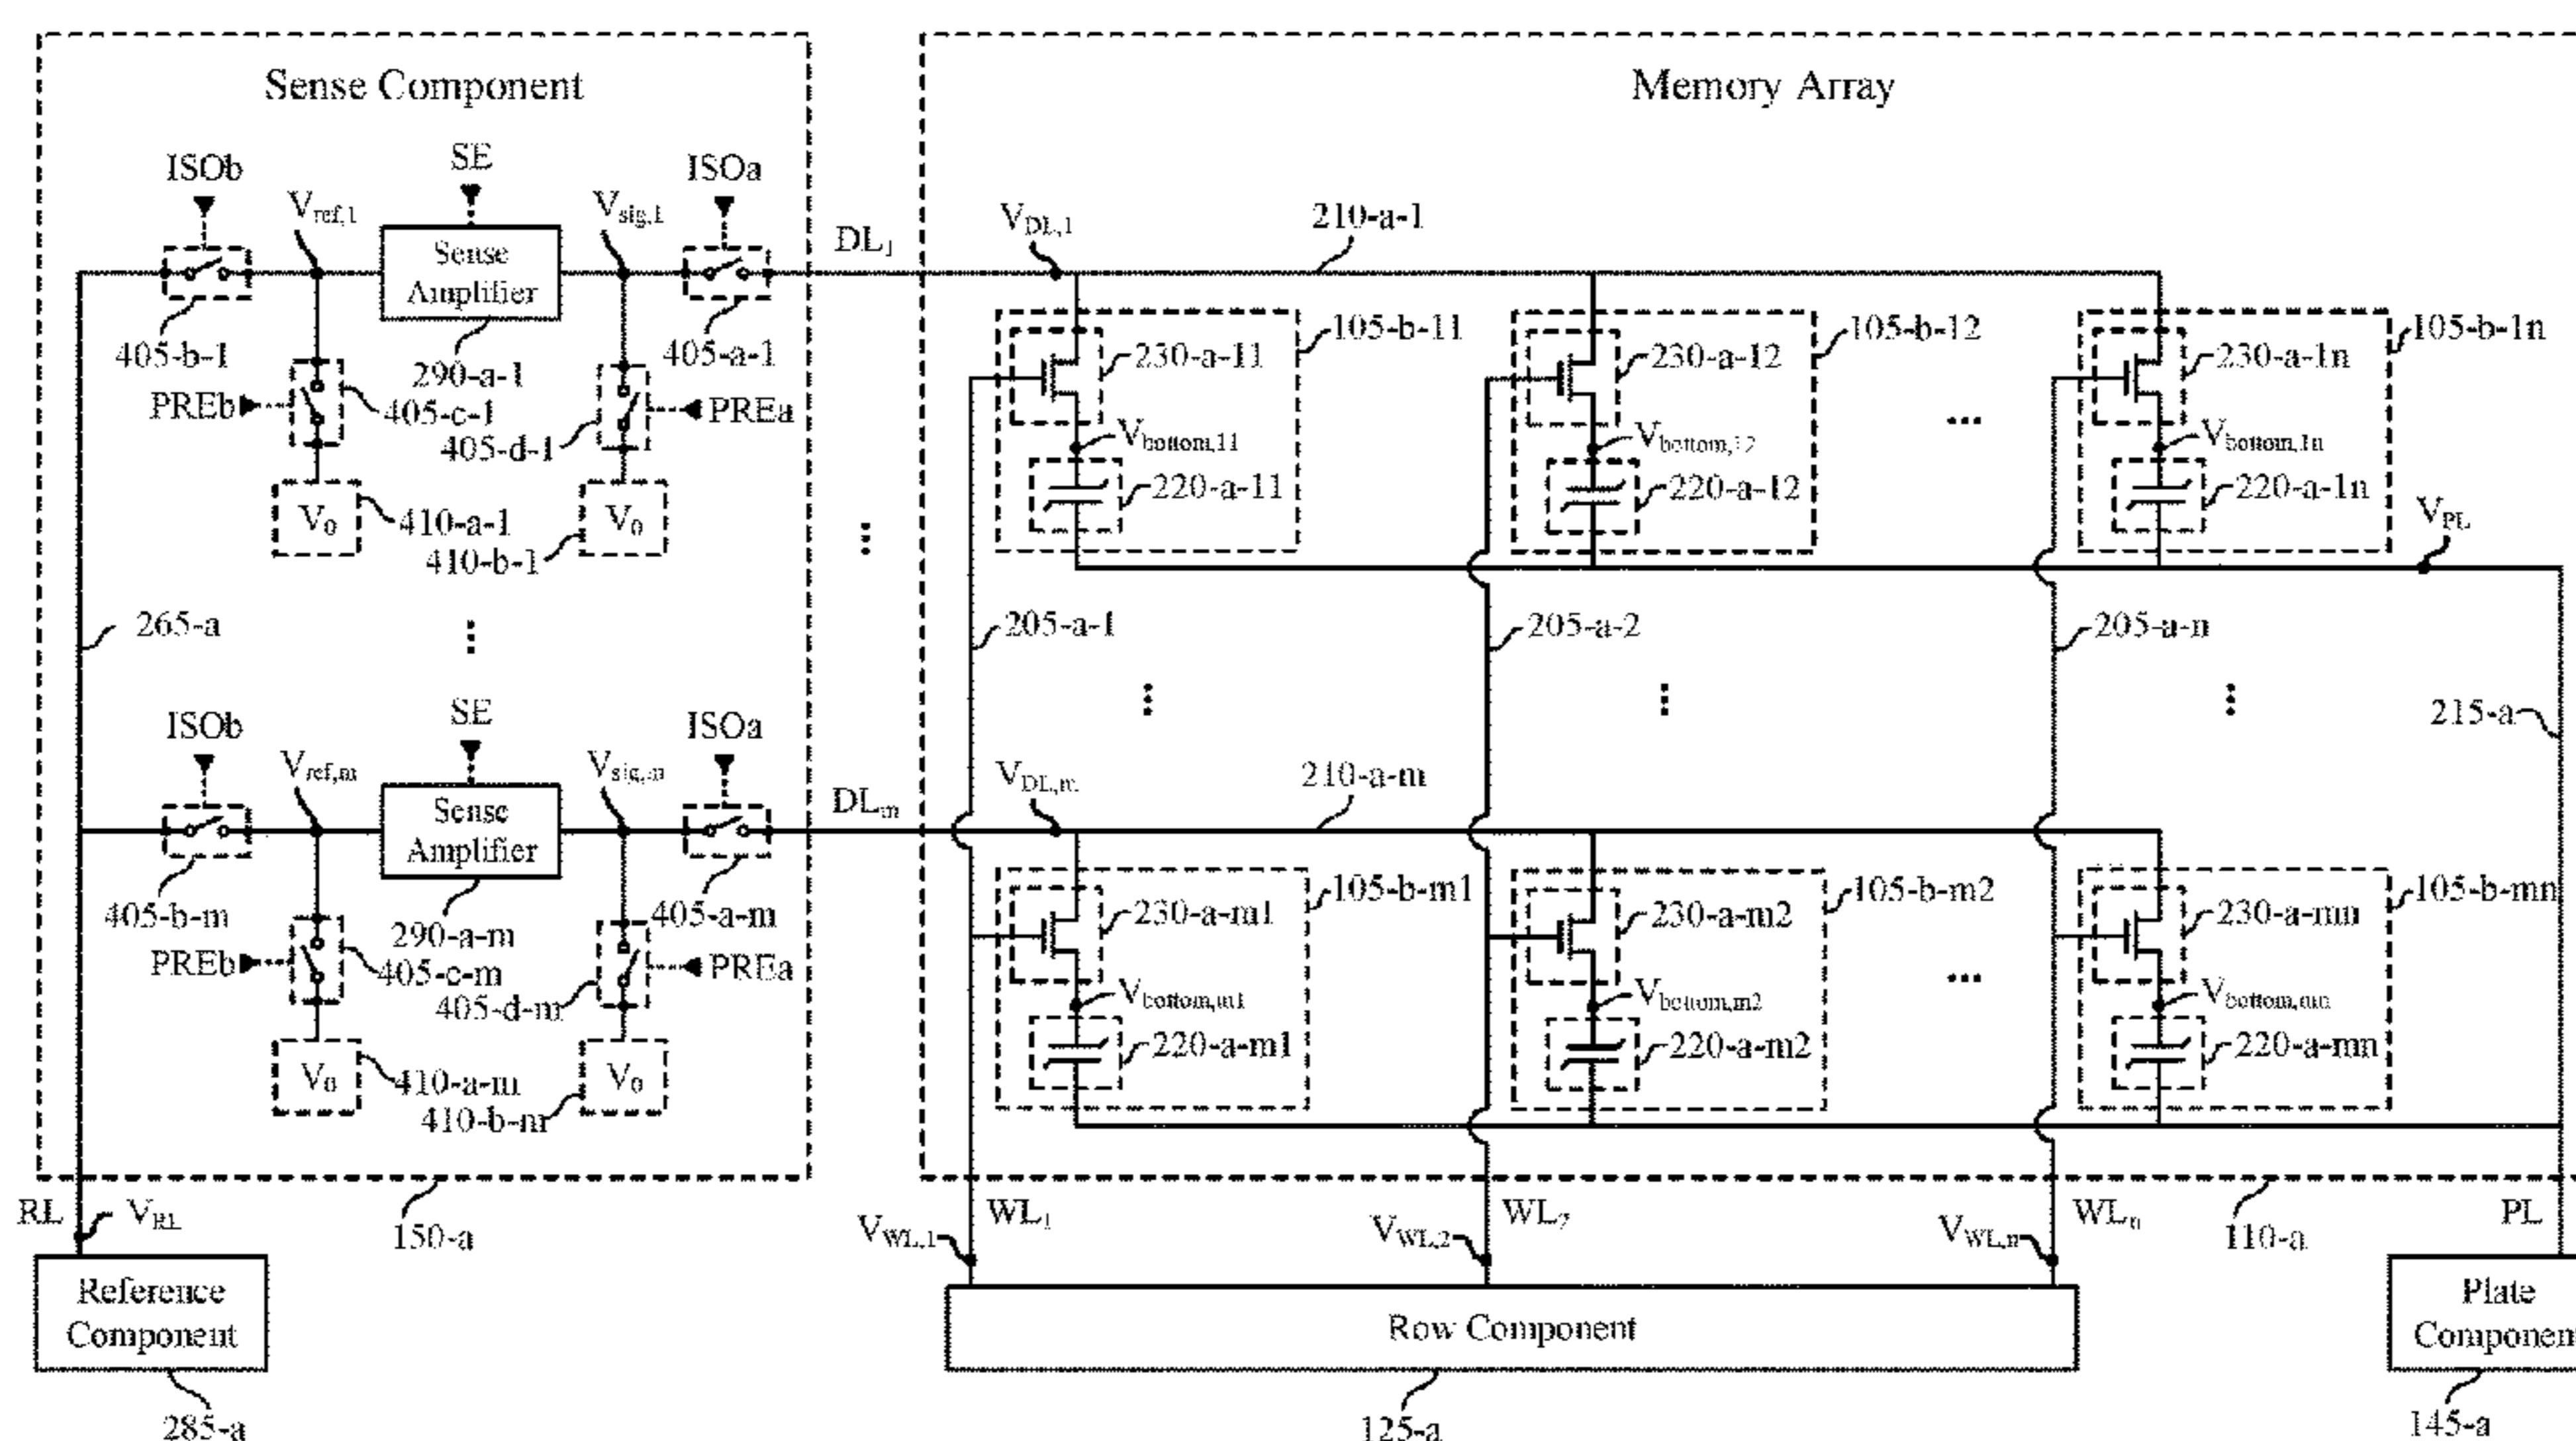 Sense Component
Memory Array
ISOb
SE
ISOa
Vref,1
Vsig,1
Sense
Amplifier
DL1
VDL,1
210-a-1
405-b-1
290-a-1
405-a-1
PREb
405-c-1
405-d-1
PREa
V0
410-a-1
V0
410-b-1
105-b-11
230-a-11
Vbottom,11
220-a-11
105-b-12
230-a-12
Vbottom,12
220-a-12
...
105-b-1n
230-a-1n
Vbottom,1n
220-a-1n
VPL
265-a
205-a-1
205-a-2
205-a-n
215-a
ISOb
SE
ISOa
Vref,m
Vsig,m
Sense
Amplifier
DLm
VDL,m
210-a-m
405-b-m
290-a-m
405-a-m
PREb
405-c-m
405-d-m
PREa
V0
410-a-m
V0
410-b-m
105-b-m1
230-a-m1
Vbottom,m1
220-a-m1
105-b-m2
230-a-m2
Vbottom,m2
220-a-m2
...
105-b-mn
230-a-mn
Vbottom,mn
220-a-mn
RL
VRL
150-a
VWL,1
WL1
VWL,2
WL2
VWL,n
WLn
110-a
PL
Reference
Component
285-a
Row Component
125-a
Plate
Component
145-a